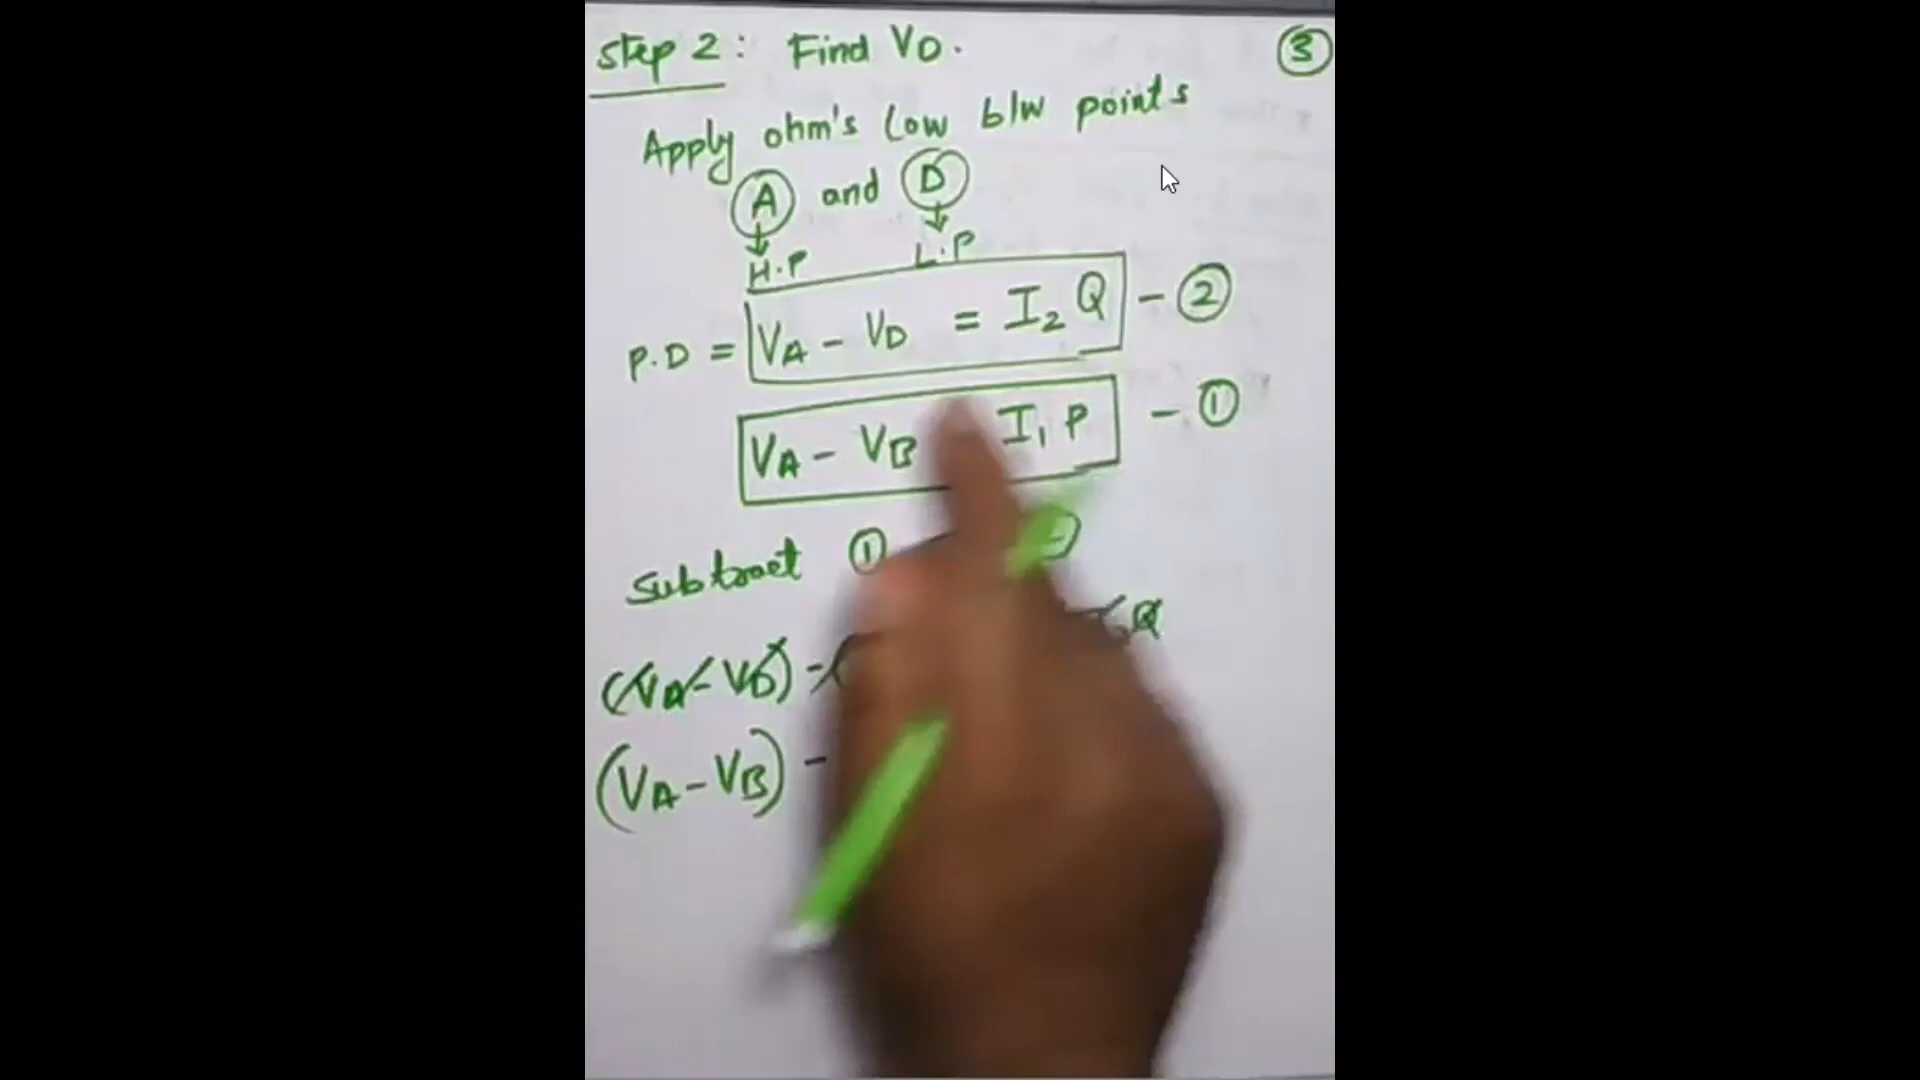 Step 2: Find VD.
③
Apply ohm's Low b/w points
Ⓐ and Ⓓ
H.P L.P
P.D = VA - VD = I2 Q - ②
VA - VB I1 P - ①
Subtract ①
(VA - VD) - ( Q
(VA - VB) -